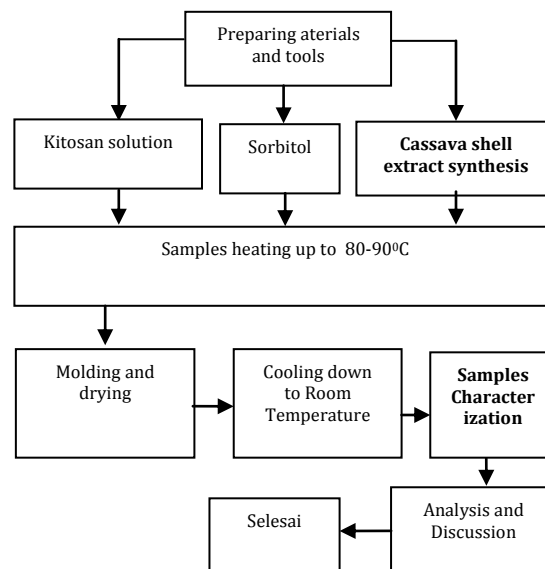 Preparing aterials
and tools
Kitosan solution
Sorbitol
Cassava shell
extract synthesis
Samples heating up to 80-90⁰C
Molding and
drying
Cooling down
to Room
Temperature
Samples
Character
ization
Selesai
Analysis and
Discussion